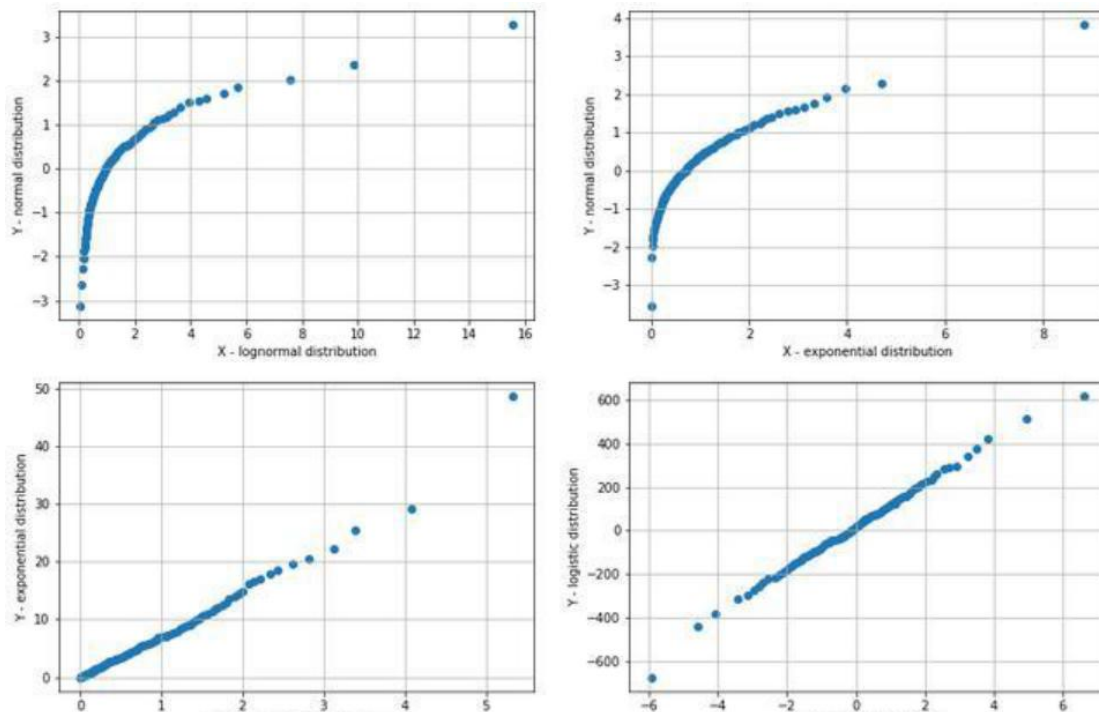 3
2
1
0
−1
−2
−3
Y - normal distribution
0 2 4 6 8 10 12 14 16
X - lognormal distribution
4
3
2
1
0
−1
−2
−3
Y - normal distribution
0 2 4 6 8
X - exponential distribution
50
40
30
20
10
0
Y - exponential distribution
0 1 2 3 4 5
600
400
200
0
−200
−400
−600
Y - logistic distribution
−6 −4 −2 0 2 4 6